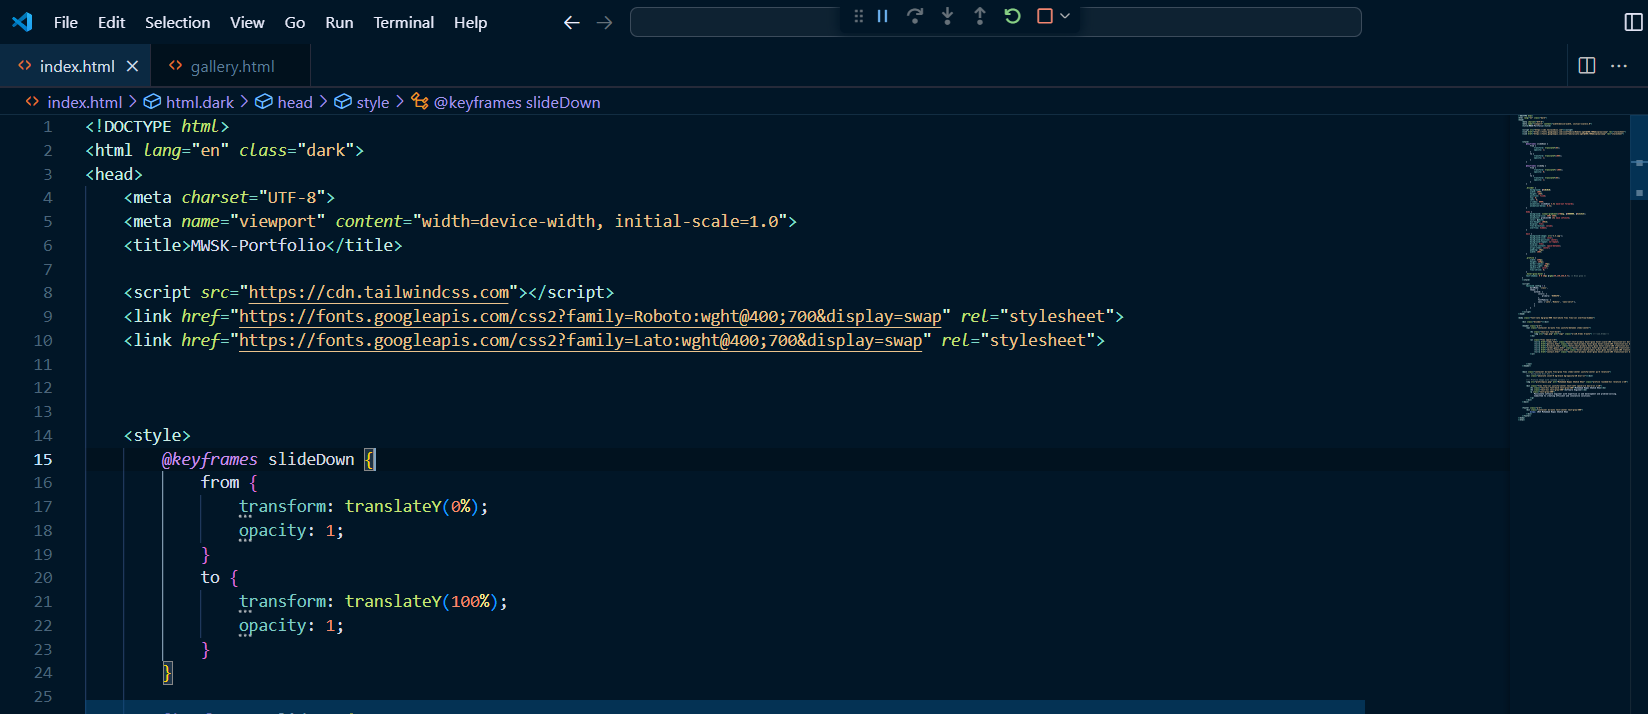 File Edit Selection View Go Run Terminal Help
index.html gallery.html
index.html > html.dark > head > style > @keyframes slideDown
1 <!DOCTYPE html>
2 <html lang="en" class="dark">
3 <head>
4 <meta charset="UTF-8">
5 <meta name="viewport" content="width=device-width, initial-scale=1.0">
6 <title>MWSK-Portfolio</title>
7
8 <script src="https://cdn.tailwindcss.com"></script>
9 <link href="https://fonts.googleapis.com/css2?family=Roboto:wght@400;700&display=swap" rel="stylesheet">
10 <link href="https://fonts.googleapis.com/css2?family=Lato:wght@400;700&display=swap" rel="stylesheet">
11
12
13
14 <style>
15 @keyframes slideDown {
16 from {
17 transform: translateY(0%);
18 opacity: 1;
19 }
20 to {
21 transform: translateY(100%);
22 opacity: 1;
23 }
24 }
25